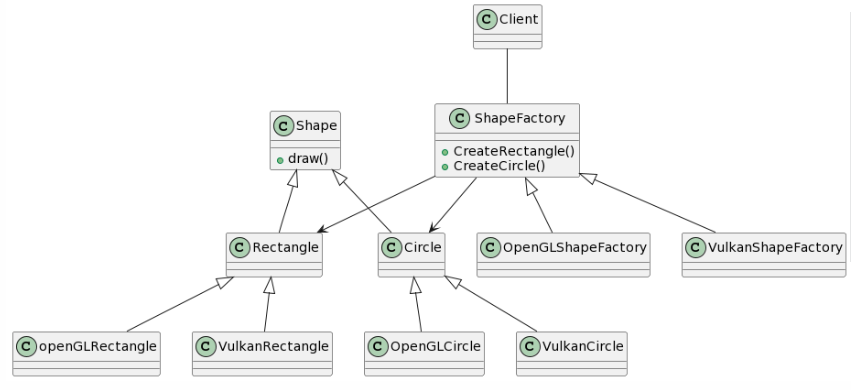 C Client
C ShapeFactory
CreateRectangle()
CreateCircle()
C Shape
draw()
C Rectangle
C Circle
C OpenGLShapeFactory
C VulkanShapeFactory
C openGLRectangle
C VulkanRectangle
C OpenGLCircle
C VulkanCircle